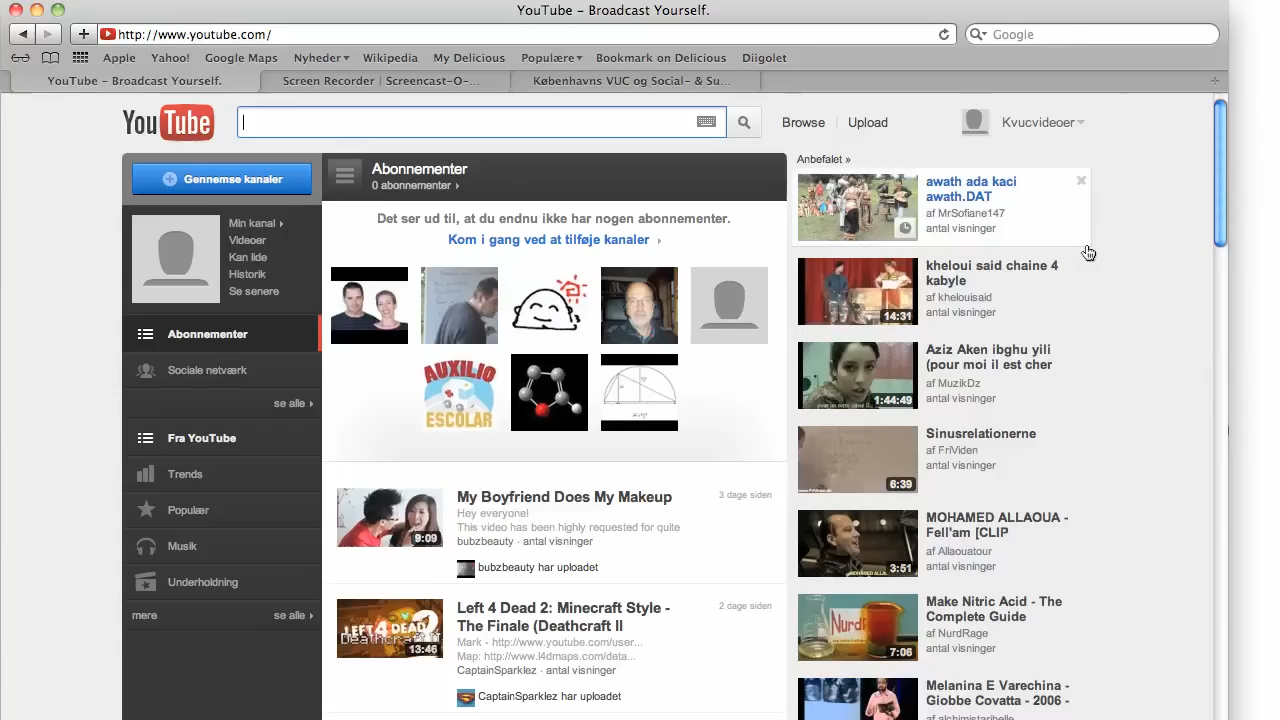 YouTube – Broadcast Yourself.
http://www.youtube.com/
Google
Apple Yahoo! Google Maps Nyheder Wikipedia My Delicious Populære Bookmark on Delicious Diigolet
YouTube – Broadcast Yourself.
Screen Recorder | Screencast-O-...
Københavns VUC og Social- & Su...
YouTube
Browse
Upload
Kvucvideoer
Gennemse kanaler
Min kanal
Videoer
Kan lide
Historik
Se senere
Abonnementer
Sociale netværk
se alle
Fra YouTube
Trends
Populær
Musik
Underholdning
mere
se alle
Abonnementer
0 abonnementer
Det ser ud til, at du endnu ikke har nogen abonnementer.
Kom i gang ved at tilføje kanaler
AUXILIO
ESCOLAR
9:09
My Boyfriend Does My Makeup
3 dage siden
Hey everyone!
This video has been highly requested for quite
bubzbeauty · antal visninger
bubzbeauty har uploadet
LEFT 4 DEAD 2
Deathcraft II
13:46
Left 4 Dead 2: Minecraft Style -
The Finale (Deathcraft II
2 dage siden
Mark - http://www.youtube.com/user...
Map: http://www.l4dmaps.com/deta...
CaptainSparklez · antal visninger
CaptainSparklez har uploadet
Anbefalet »
awath ada kaci
awath.DAT
af MrSofiane147
antal visninger
14:31
kheloui said chaine 4
kabyle
af khelouisaid
antal visninger
1:44:49
Aziz Aken ibghu yili
(pour moi il est cher
af MuzikDz
antal visninger
6:39
Sinusrelationerne
af FriViden
antal visninger
3:51
MOHAMED ALLAOUA -
Fell'am [CLIP
af Allaouatour
antal visninger
NurdR
7:06
Make Nitric Acid - The
Complete Guide
af NurdRage
antal visninger
Melanina E Varechina -
Giobbe Covatta - 2006 -
af alchimistaribelle